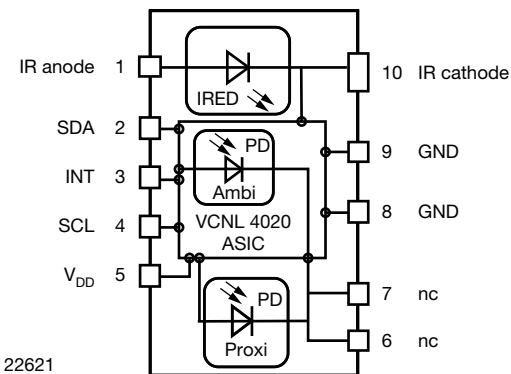 IR anode 1
10 IR cathode
IRED
SDA 2
PD
9 GND
INT 3
Ambi
SCL 4
VCNL 4020
ASIC
8 GND
VDD 5
PD
7 nc
Proxi
6 nc
22621